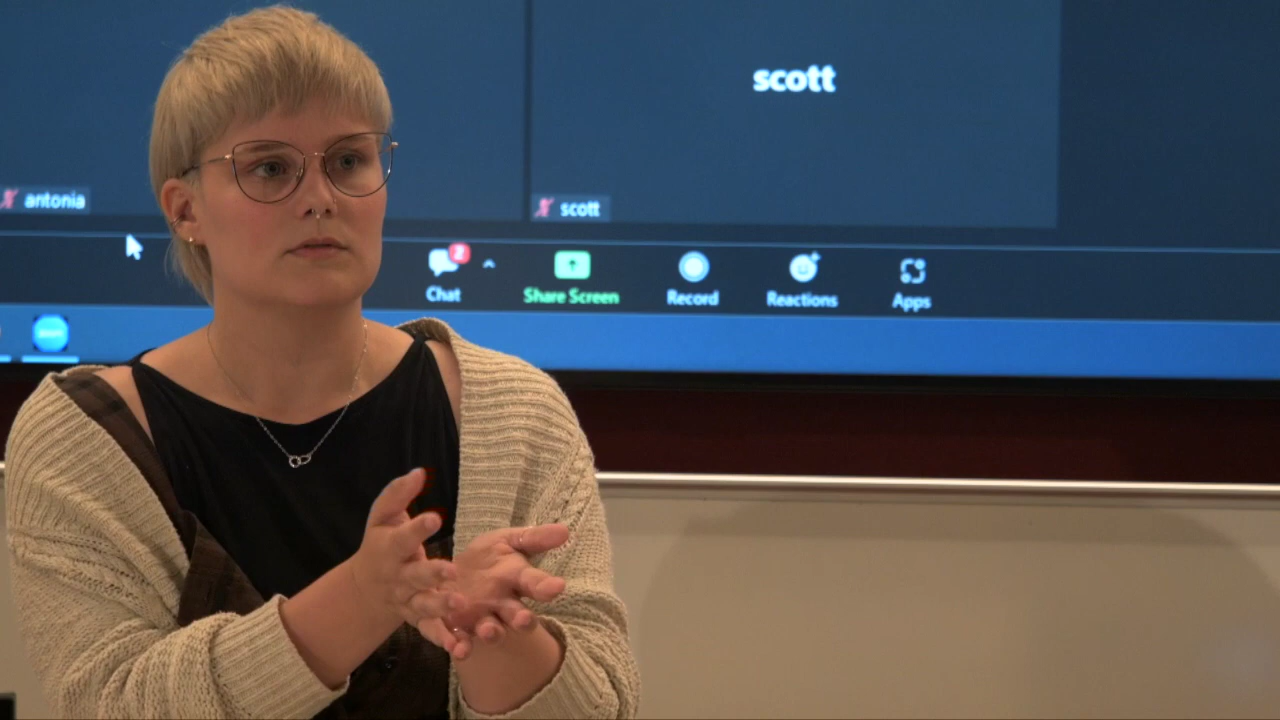 scott
antonia
scott
2
Chat
Share Screen
Record
Reactions
Apps